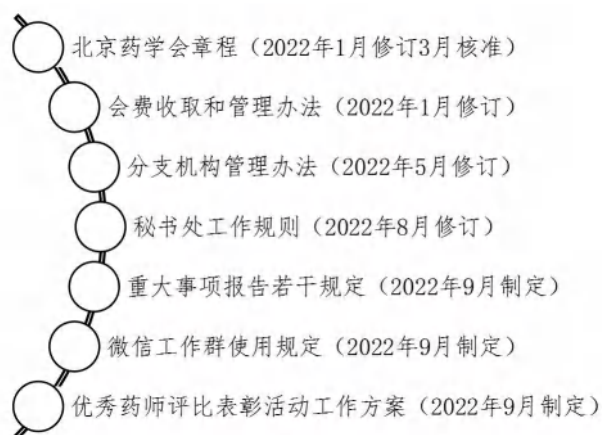 北京药学会章程（2022年1月修订3月核准）
会费收取和管理办法（2022年1月修订）
分支机构管理办法（2022年5月修订）
秘书处工作规则（2022年8月修订）
重大事项报告若干规定（2022年9月制定）
微信工作群使用规定（2022年9月制定）
优秀药师评比表彰活动工作方案（2022年9月制定）